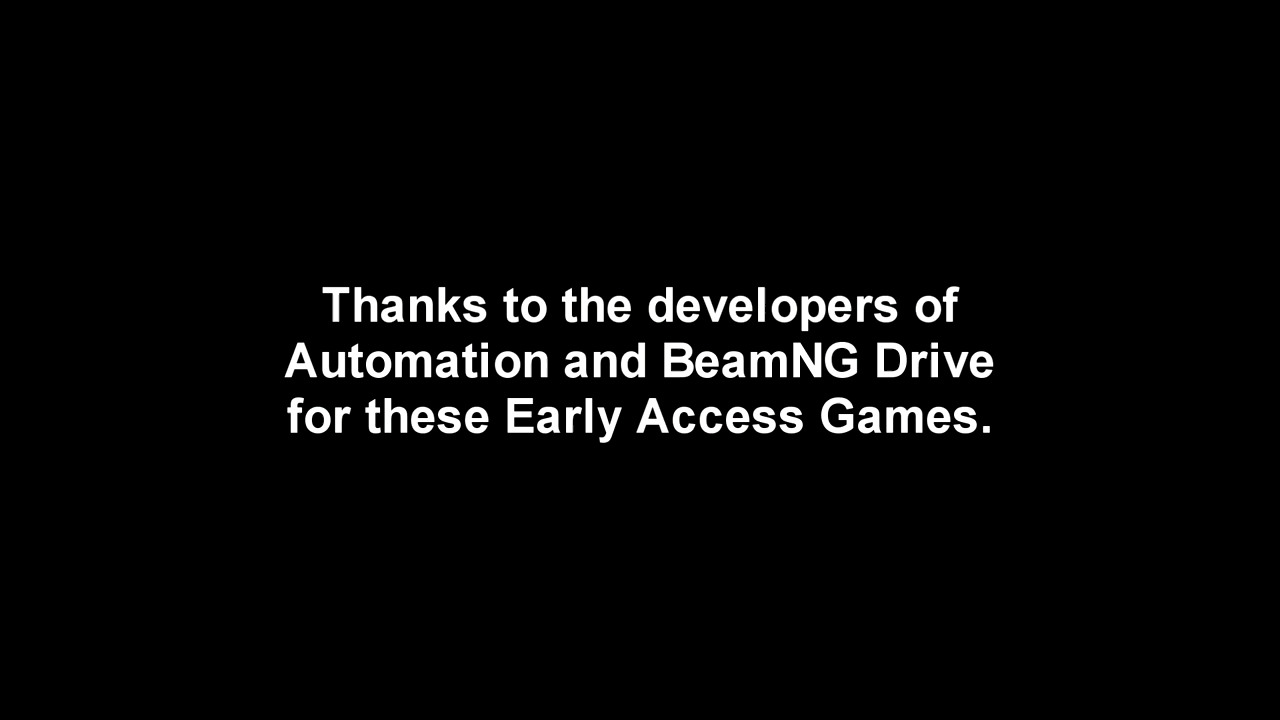 Thanks to the developers of
Automation and BeamNG Drive
for these Early Access Games.